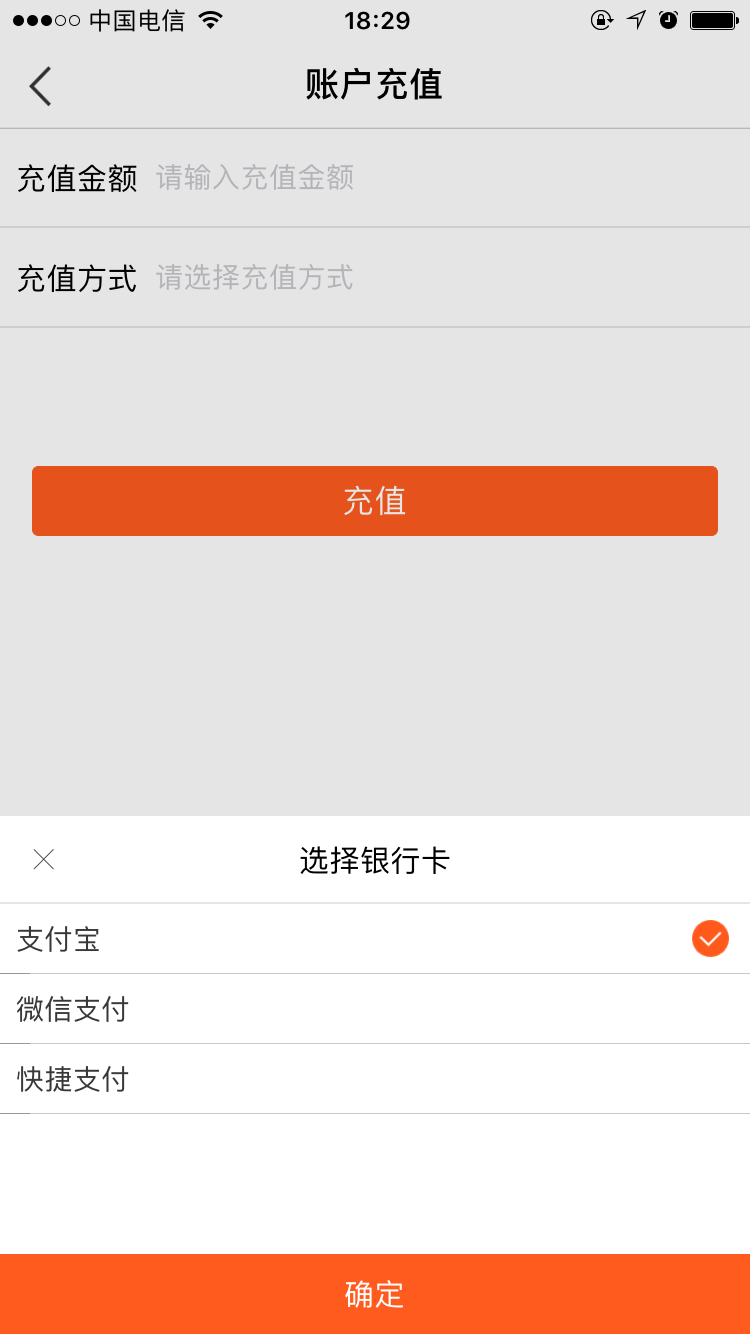 中国电信 18:29
账户充值
充值金额 请输入充值金额
充值方式 请选择充值方式
充值
选择银行卡
支付宝
微信支付
快捷支付
确定